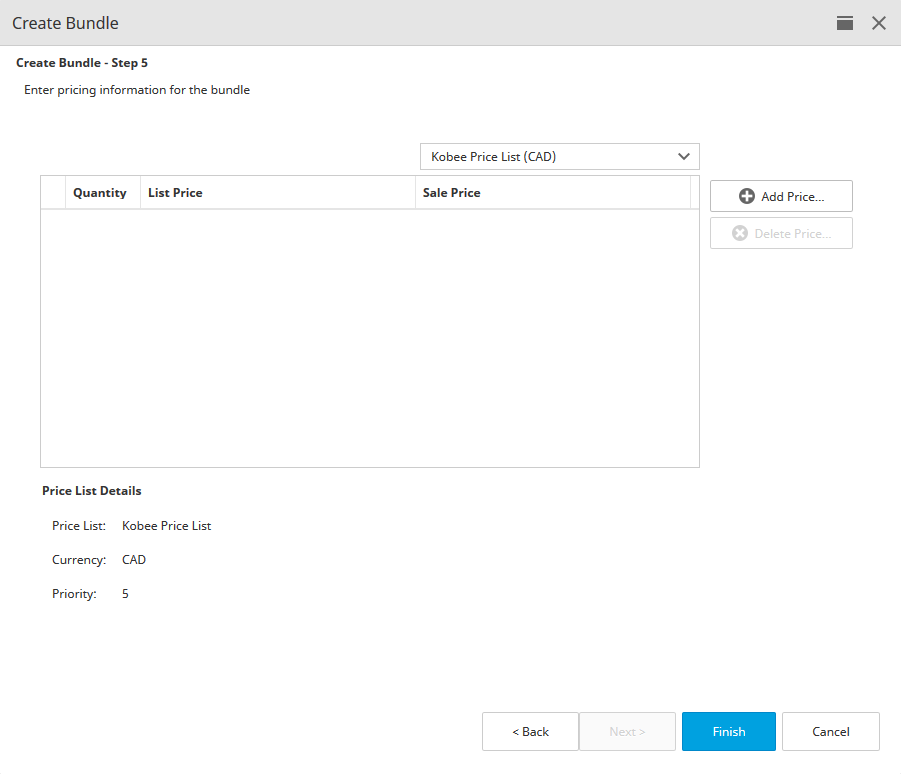 Create Bundle
Create Bundle - Step 5
Enter pricing information for the bundle
Kobee Price List (CAD)
Quantity List Price Sale Price
Add Price...
Delete Price...
Price List Details
Price List: Kobee Price List
Currency: CAD
Priority: 5
< Back Next > Finish Cancel